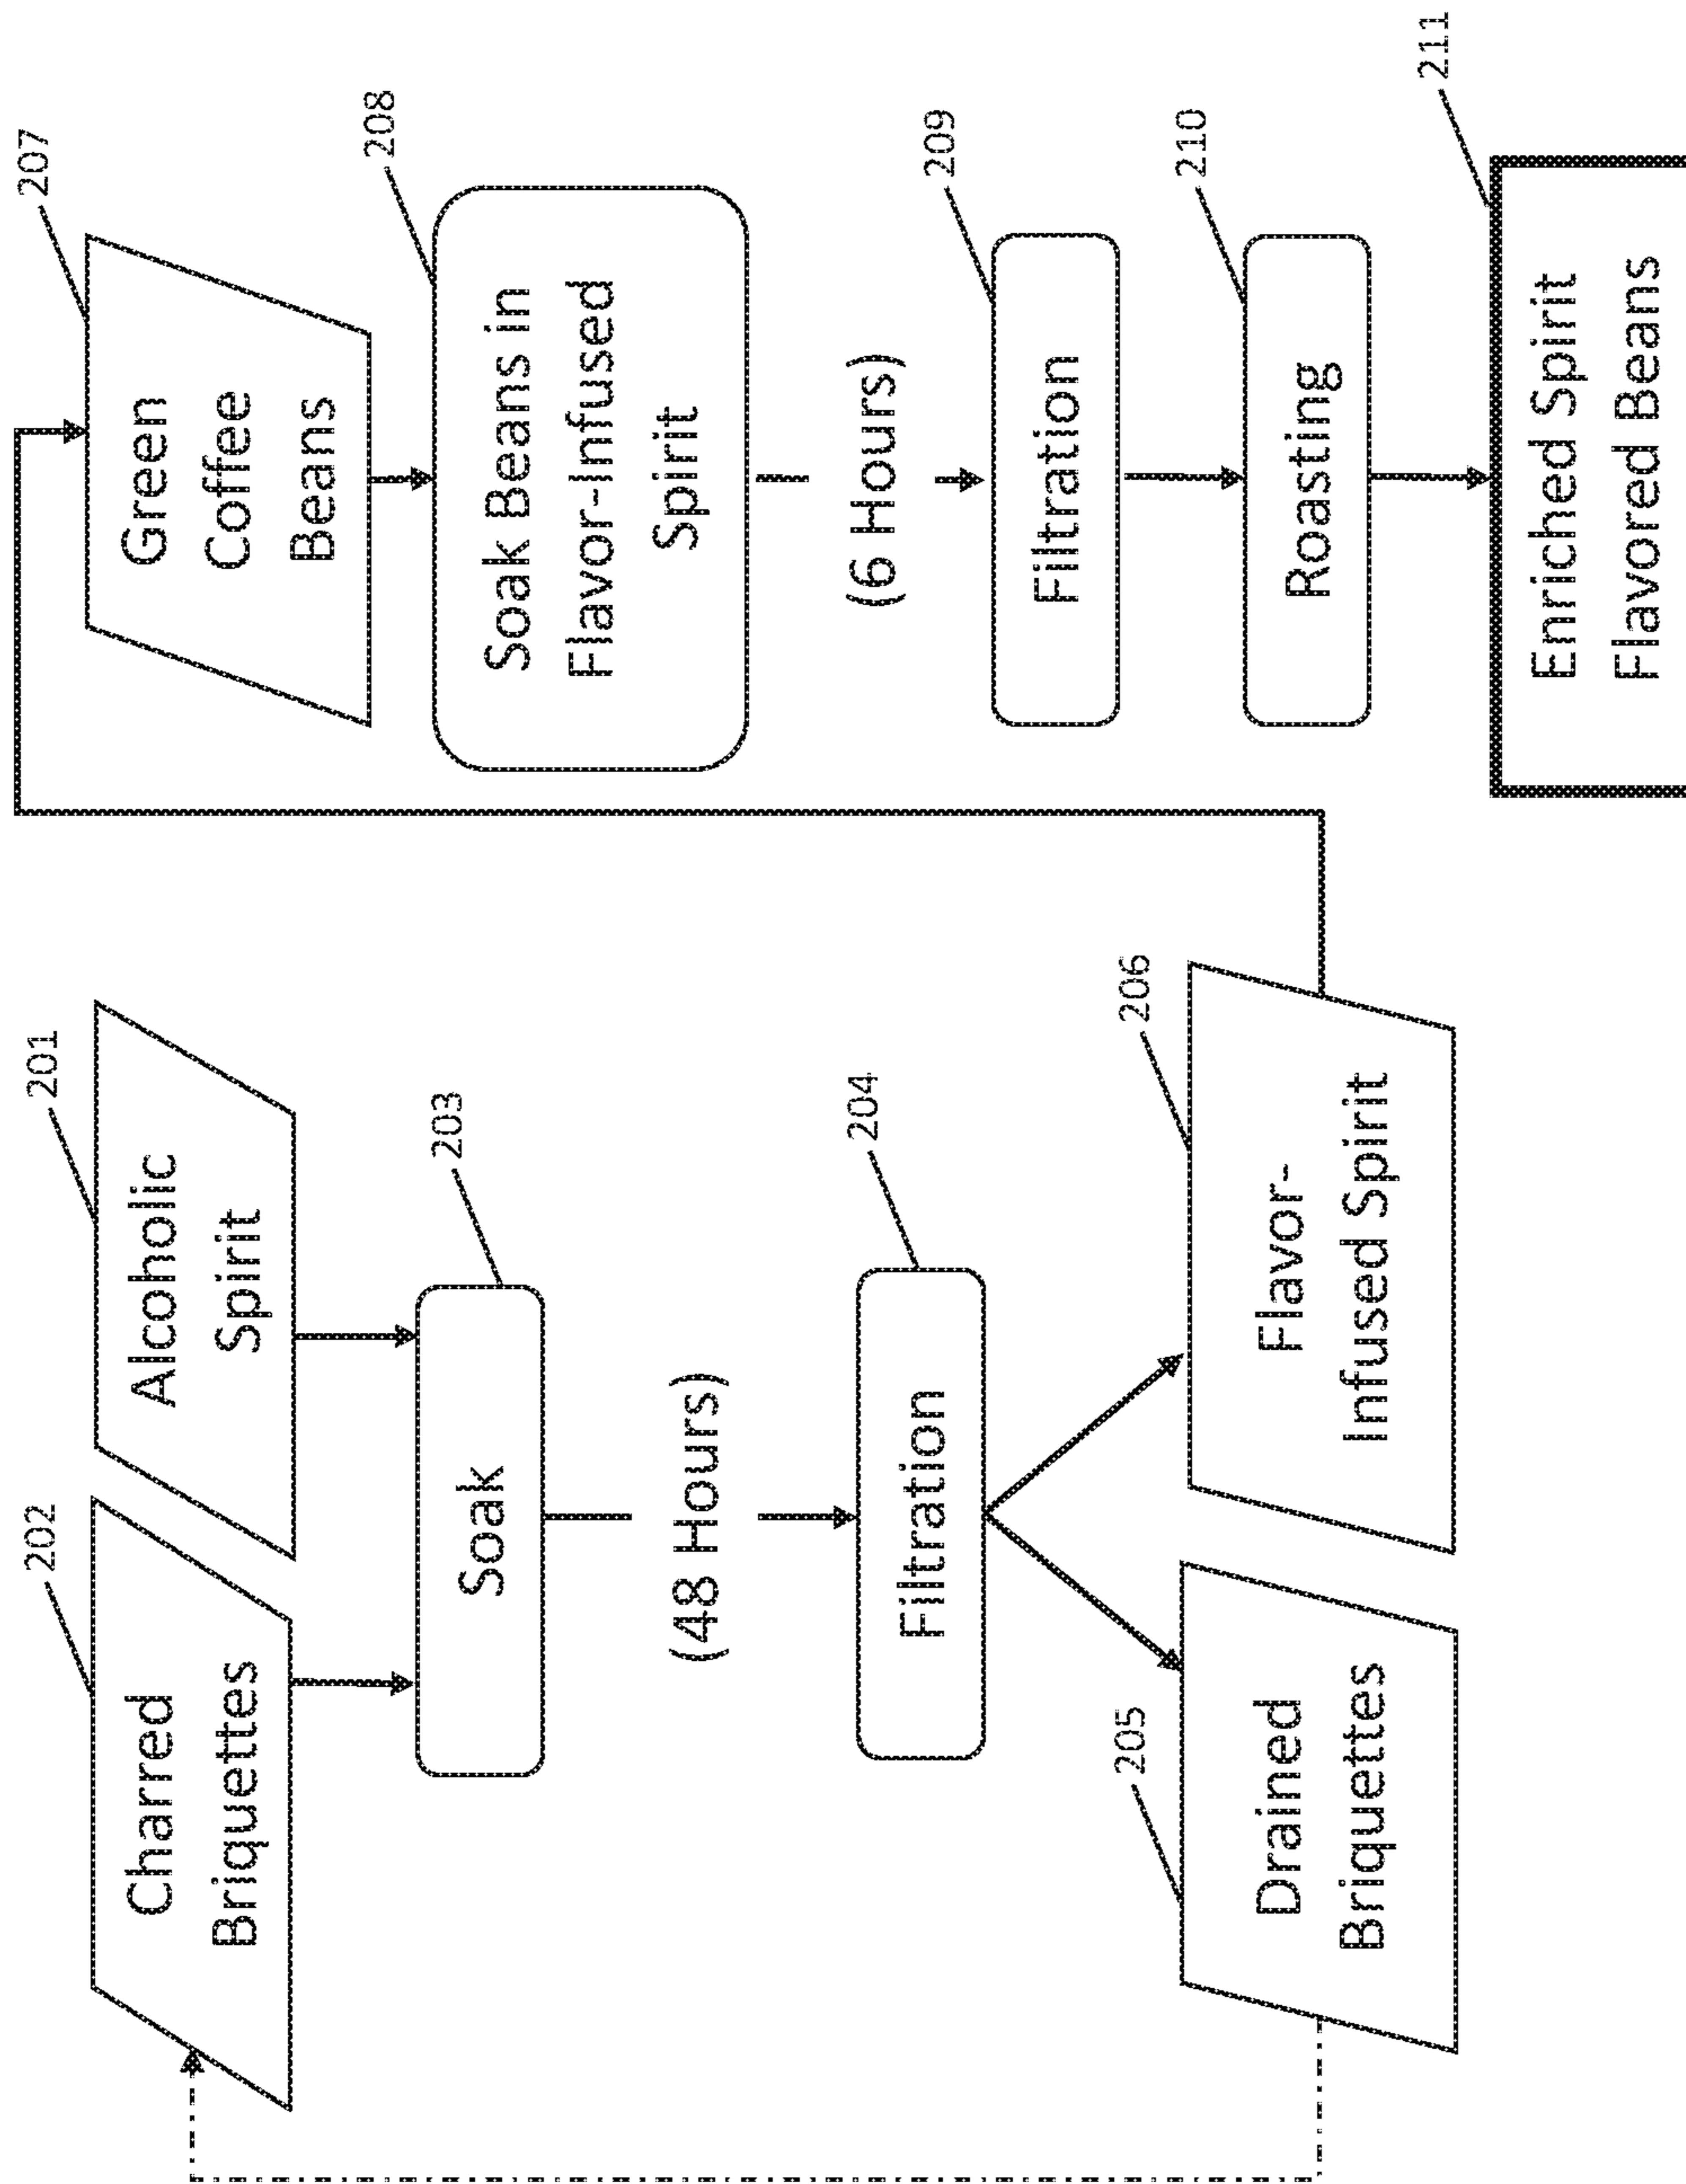 202
Charred
Briquettes
201
Alcoholic
Spirit
203
Soak
(48 Hours)
204
Filtration
205
Drained
Briquettes
206
Flavor-
Infused Spirit
207
Green
Coffee
Beans
208
Soak Beans in
Flavor-Infused
Spirit
(6 Hours)
209
Filtration
210
Roasting
211
Enriched Spirit
Flavored Beans